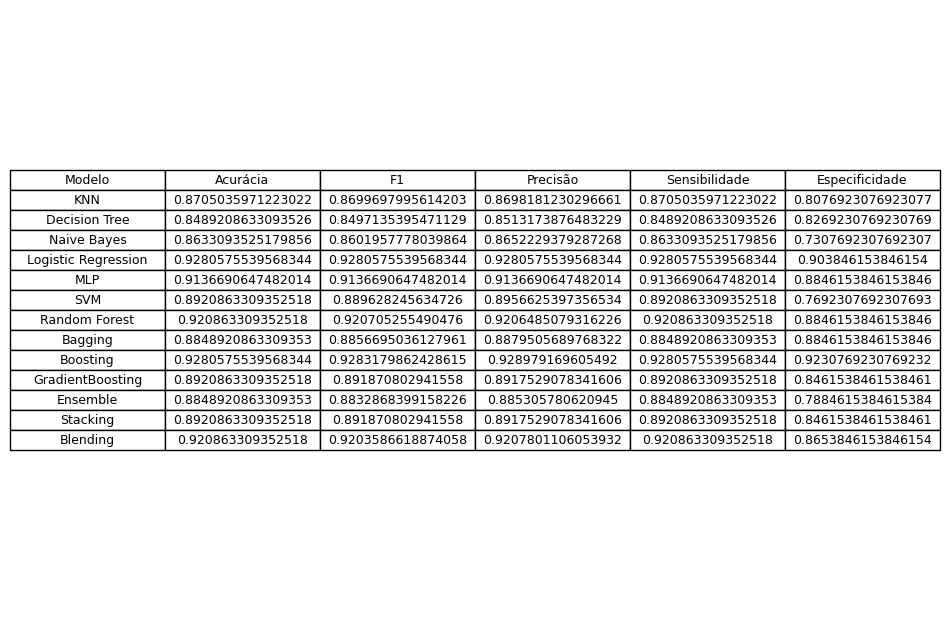 Modelo Acurácia F1 Precisão Sensibilidade Especificidade
KNN 0.8705035971223022 0.8699697995614203 0.8698181230296661 0.8705035971223022 0.8076923076923077
Decision Tree 0.8489208633093526 0.8497135395471129 0.8513173876483229 0.8489208633093526 0.8269230769230769
Naive Bayes 0.8633093525179856 0.8601957778039864 0.8652229379287268 0.8633093525179856 0.7307692307692307
Logistic Regression 0.9280575539568344 0.9280575539568344 0.9280575539568344 0.9280575539568344 0.903846153846154
MLP 0.9136690647482014 0.9136690647482014 0.9136690647482014 0.9136690647482014 0.8846153846153846
SVM 0.8920863309352518 0.889628245634726 0.8956625397356534 0.8920863309352518 0.7692307692307693
Random Forest 0.920863309352518 0.920705255490476 0.9206485079316226 0.920863309352518 0.8846153846153846
Bagging 0.8848920863309353 0.8856695036127961 0.8879505689768322 0.8848920863309353 0.8846153846153846
Boosting 0.9280575539568344 0.9283179862428615 0.928979169605492 0.9280575539568344 0.9230769230769232
GradientBoosting 0.8920863309352518 0.891870802941558 0.8917529078341606 0.8920863309352518 0.8461538461538461
Ensemble 0.8848920863309353 0.8832868399158226 0.885305780620945 0.8848920863309353 0.7884615384615384
Stacking 0.8920863309352518 0.891870802941558 0.8917529078341606 0.8920863309352518 0.8461538461538461
Blending 0.920863309352518 0.9203586618874058 0.9207801106053932 0.920863309352518 0.8653846153846154